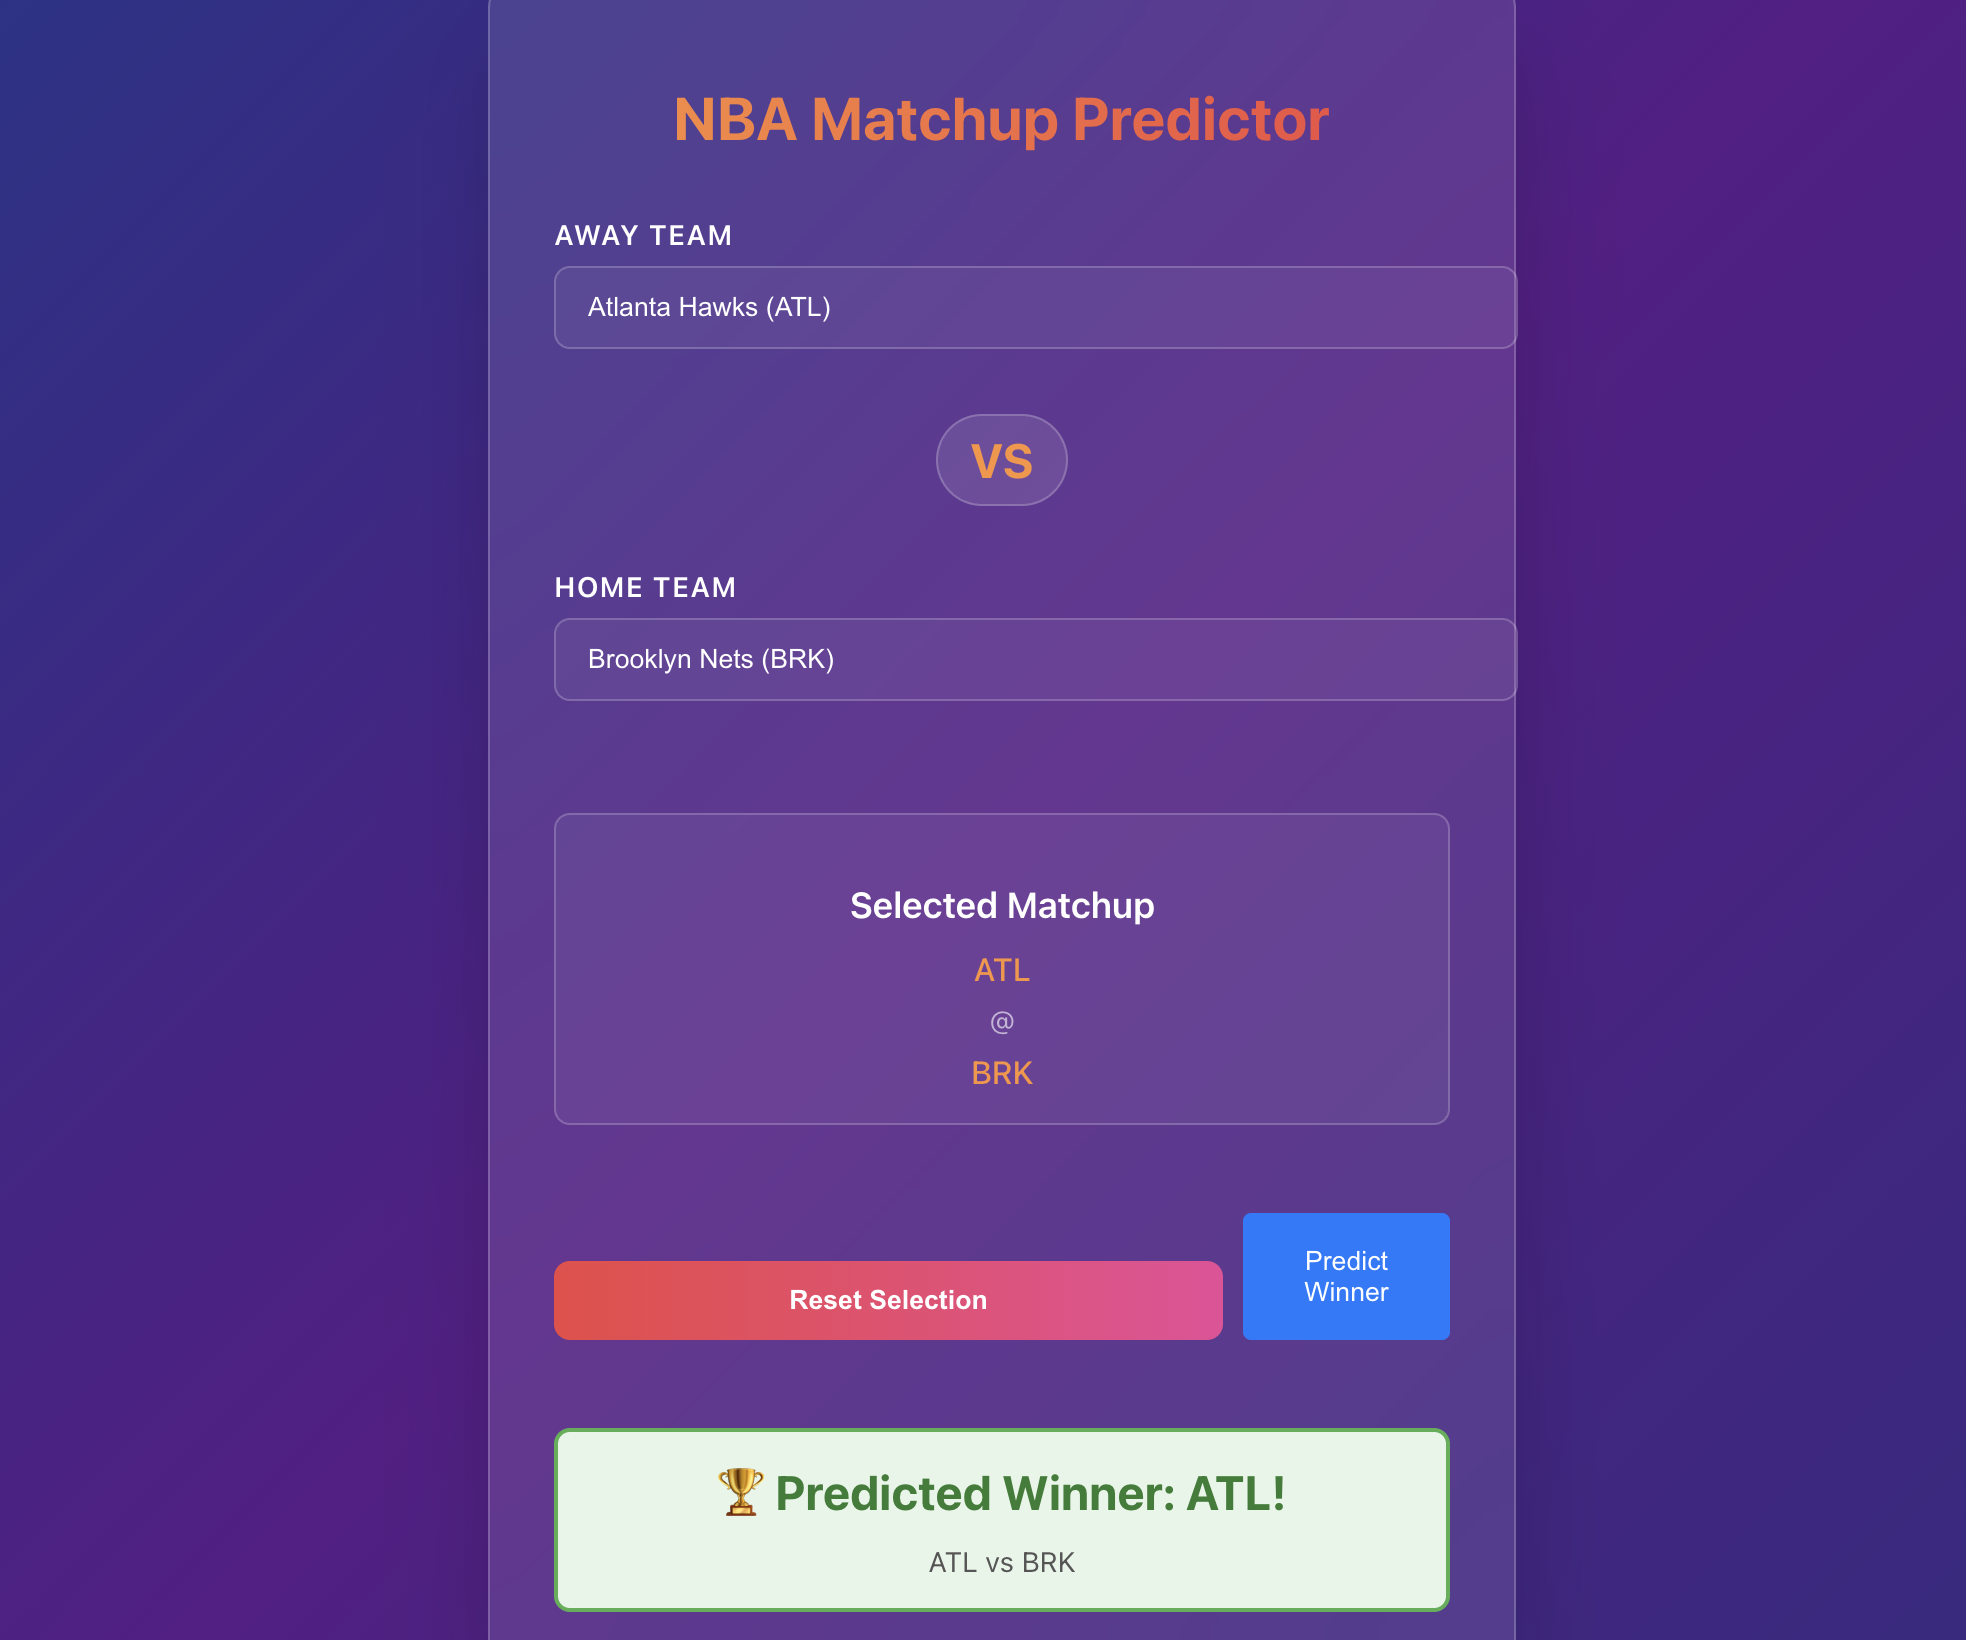 NBA Matchup Predictor
AWAY TEAM
Atlanta Hawks (ATL)
VS
HOME TEAM
Brooklyn Nets (BRK)
Selected Matchup
ATL
@
BRK
Reset Selection
Predict
Winner
🏆 Predicted Winner: ATL!
ATL vs BRK